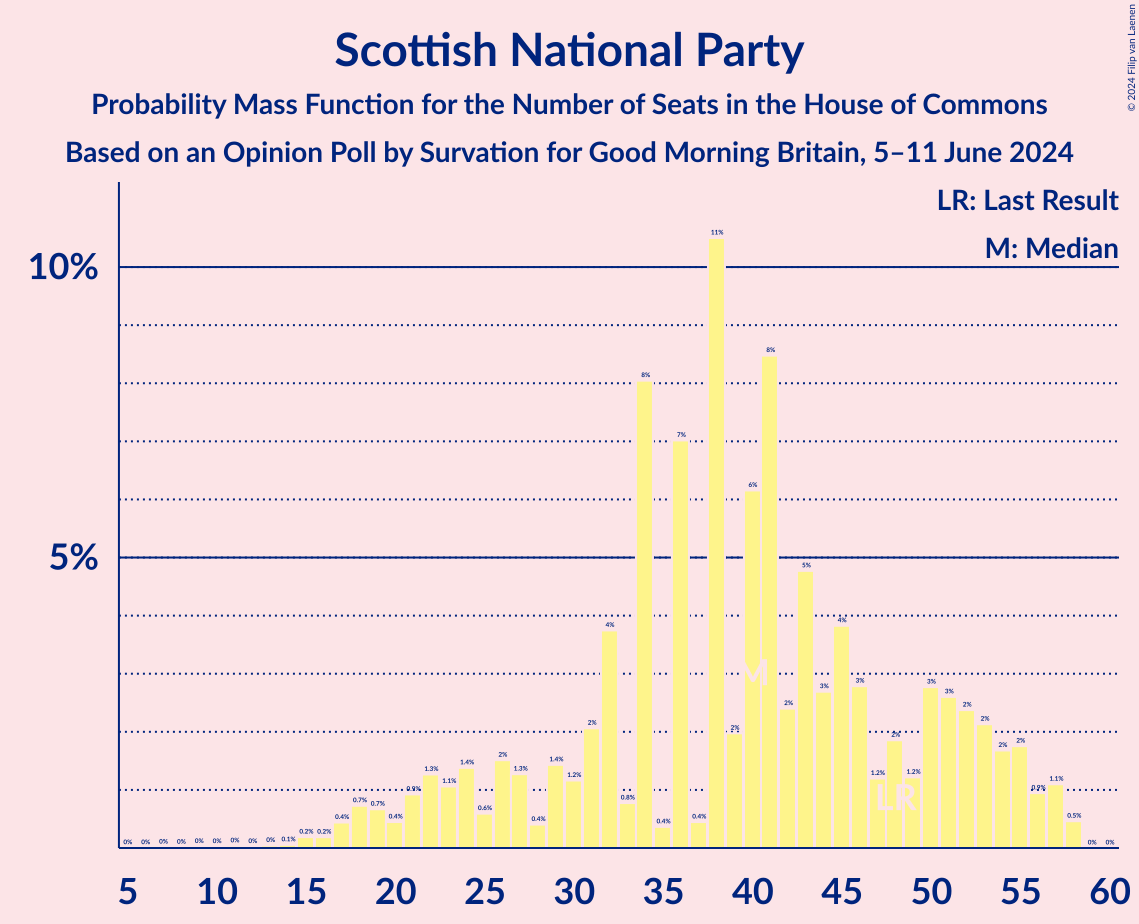 Scottish National Party
Probability Mass Function for the Number of Seats in the House of Commons
Based on an Opinion Poll by Survation for Good Morning Britain, 5–11 June 2024
© 2024 Filip van Laenen
LR: Last Result
M: Median
10%
5%
0% 0% 0% 0% 0% 0% 0% 0% 0% 0.1% 0.2% 0.2% 0.4% 0.7% 0.7% 0.4% 0.9% 1.3% 1.1% 1.4% 0.6% 2% 1.3% 0.4% 1.4% 1.2% 2% 4% 0.8% 8% 0.4% 7% 0.4% 11% 2% 6% 8% 2% 5% 3% 4% 3% 1.2% 2% 1.2% 3% 3% 2% 2% 2% 2% 0.9% 1.1% 0.5% 0% 0%
M
LR
5 10 15 20 25 30 35 40 45 50 55 60